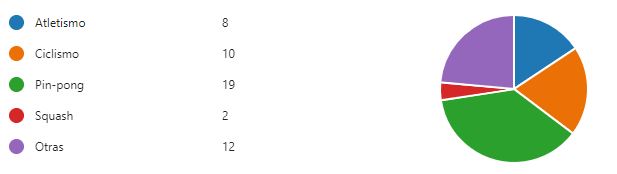 Atletismo 8
Ciclismo 10
Pin-pong 19
Squash 2
Otras 12